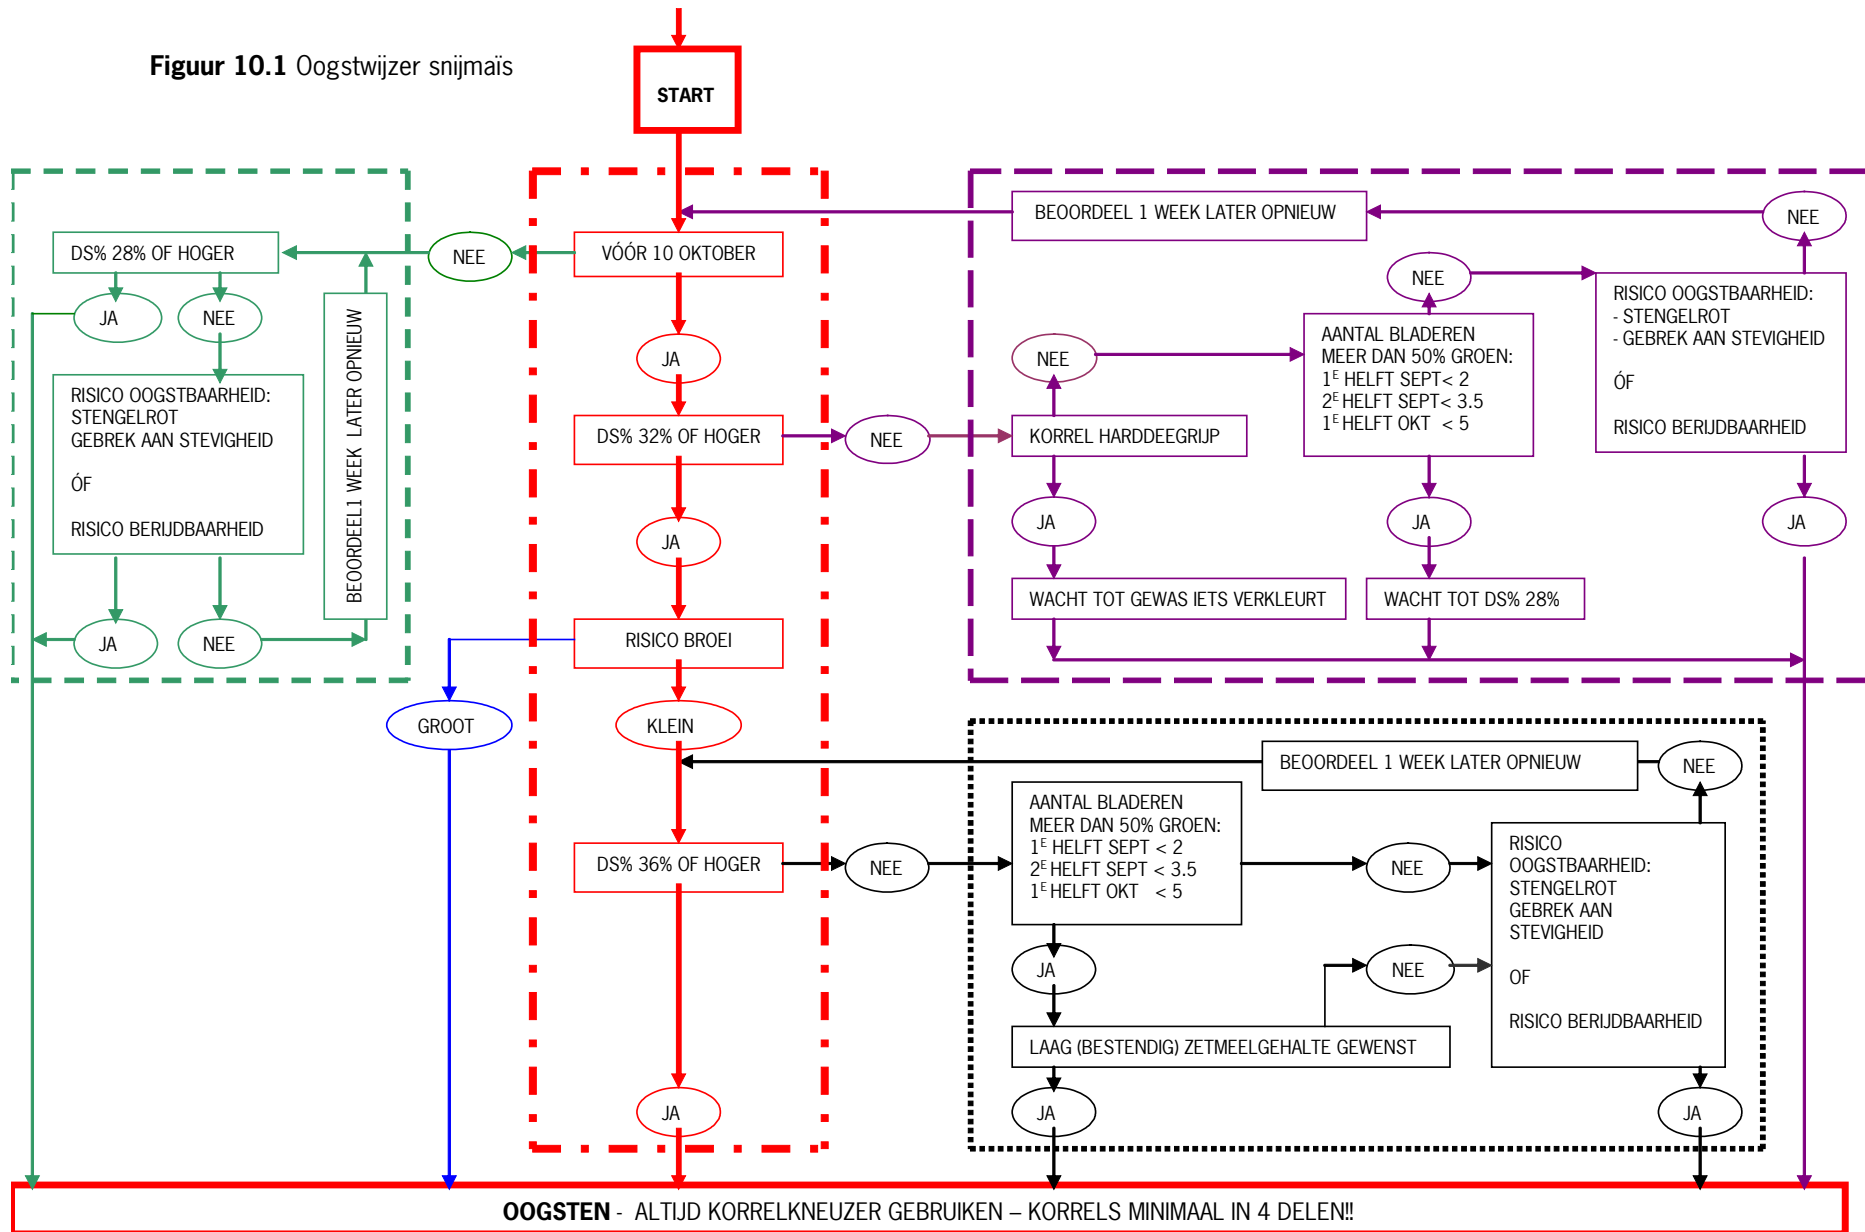 Figuur 10.1 Oogstwijzer snijmaïs
START
DS% 28% OF HOGER
JA
NEE
RISICO OOGSTBAARHEID:
STENGELROT
GEBREK AAN STEVIGHEID
ÓF
RISICO BERIJDBAARHEID
JA
NEE
BEOORDEEL1 WEEK LATER OPNIEUW
NEE
VÓÓR 10 OKTOBER
JA
DS% 32% OF HOGER
NEE
JA
RISICO BROEI
GROOT
KLEIN
DS% 36% OF HOGER
NEE
JA
BEOORDEEL 1 WEEK LATER OPNIEUW
NEE
NEE
NEE
KORREL HARDDEEGRIJP
JA
WACHT TOT GEWAS IETS VERKLEURT
AANTAL BLADEREN
MEER DAN 50% GROEN:
1E HELFT SEPT< 2
2E HELFT SEPT< 3.5
1E HELFT OKT < 5
JA
WACHT TOT DS% 28%
RISICO OOGSTBAARHEID:
- STENGELROT
- GEBREK AAN STEVIGHEID
ÓF
RISICO BERIJDBAARHEID
JA
BEOORDEEL 1 WEEK LATER OPNIEUW
NEE
AANTAL BLADEREN
MEER DAN 50% GROEN:
1E HELFT SEPT < 2
2E HELFT SEPT < 3.5
1E HELFT OKT < 5
NEE
JA
NEE
LAAG (BESTENDIG) ZETMEELGEHALTE GEWENST
JA
RISICO
OOGSTBAARHEID:
STENGELROT
GEBREK AAN
STEVIGHEID
OF
RISICO BERIJDBAARHEID
JA
OOGSTEN - ALTIJD KORRELKNEUZER GEBRUIKEN – KORRELS MINIMAAL IN 4 DELEN!!